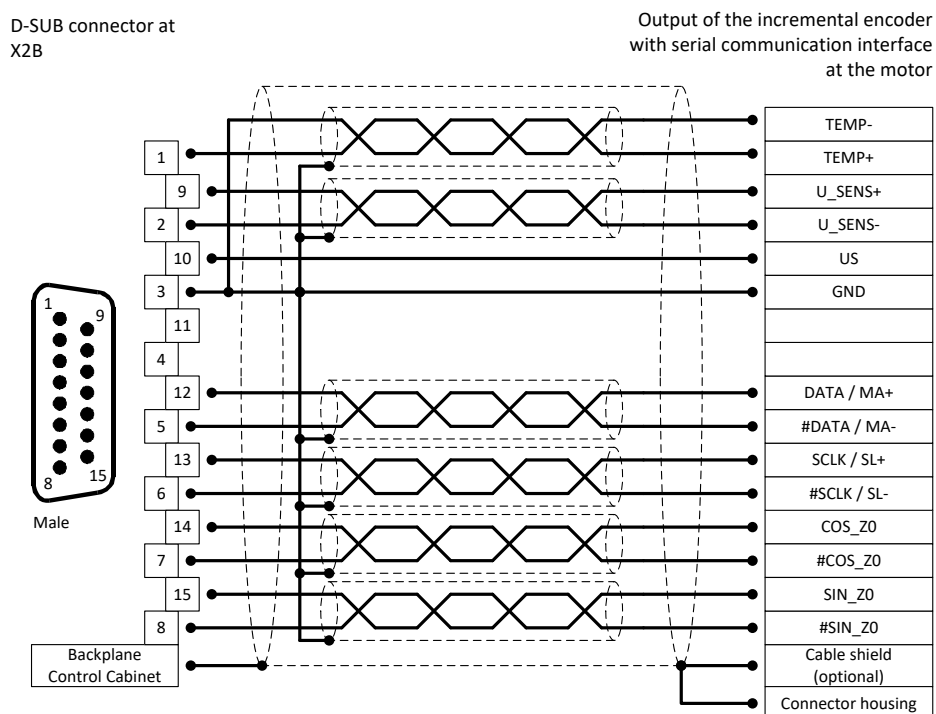 D-SUB connector at
X2B
Output of the incremental encoder
with serial communication interface
at the motor
TEMP-
1
TEMP+
9
U_SENS+
2
U_SENS-
10
US
3
GND
11
4
12
DATA / MA+
5
#DATA / MA-
13
SCLK / SL+
6
#SCLK / SL-
14
COS_Z0
7
#COS_Z0
15
SIN_Z0
8
#SIN_Z0
Backplane
Control Cabinet
Cable shield
(optional)
Connector housing
1
9
8
15
Male